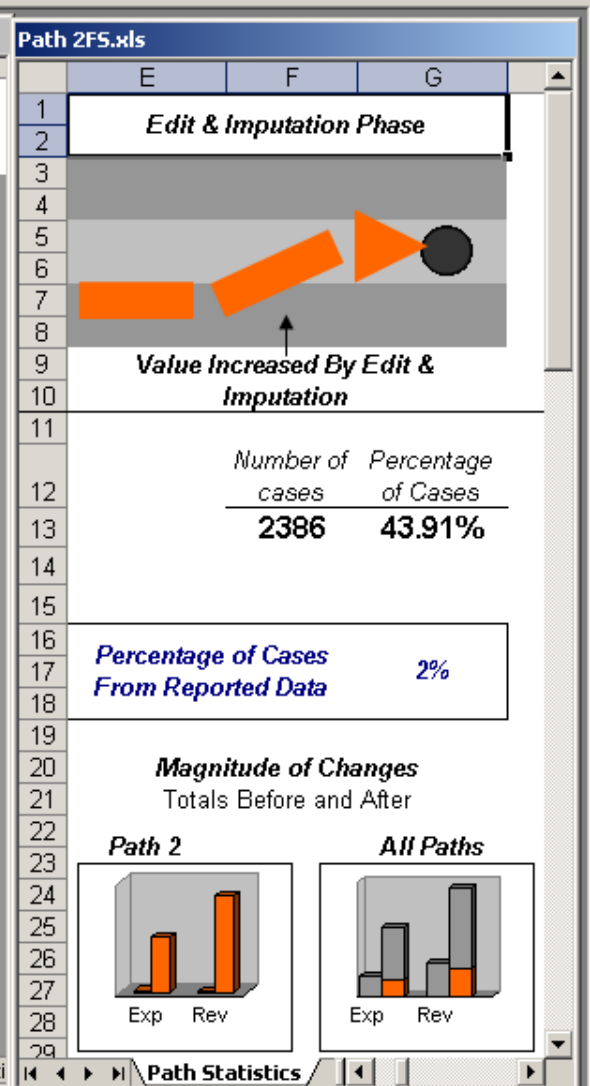 Path 2FS.xls
E F G
1
Edit & Imputation Phase
2
3
4
5
6
7
8
9 Value Increased By Edit &
10 Imputation
11
Number of Percentage
12 cases of Cases
13 2386 43.91%
14
15
16
Percentage of Cases
17 2%
From Reported Data
18
19
20 Magnitude of Changes
21 Totals Before and After
22
Path 2 All Paths
23
24
25
26
27
28 Exp Rev Exp Rev
29
Path Statistics